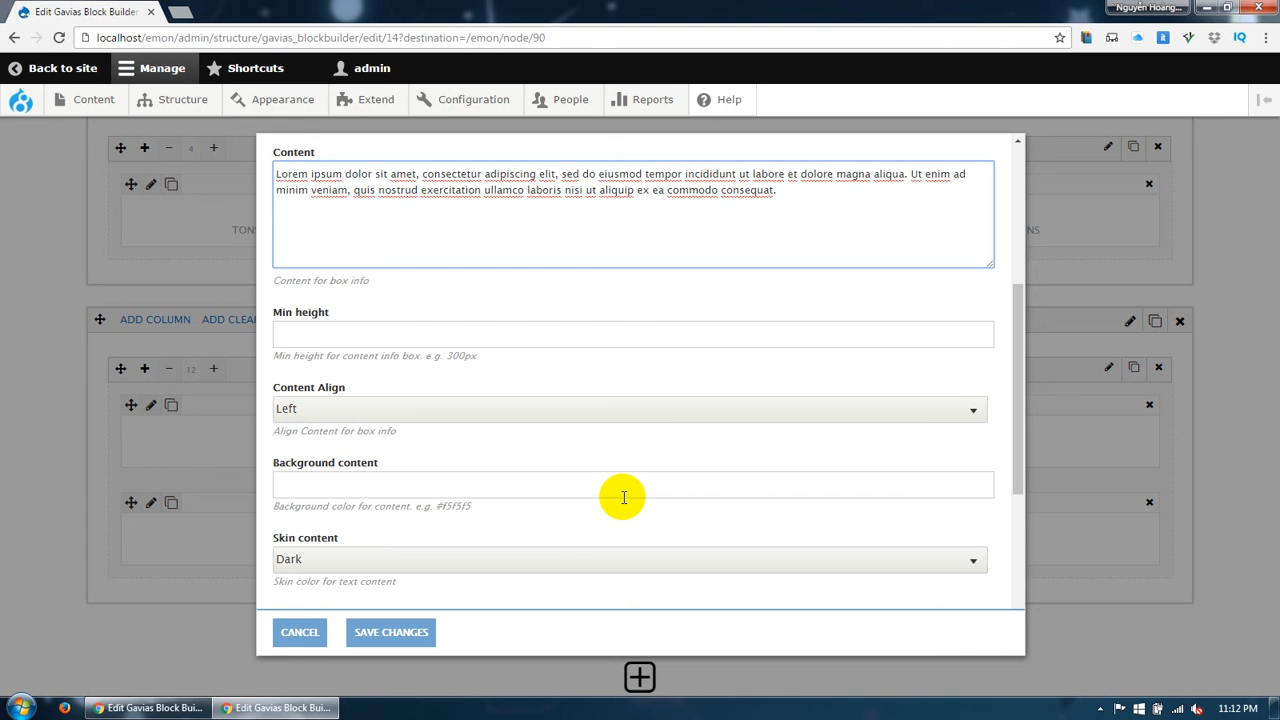 Edit Gavias Block Builder
Nguyen Hoang...
localhost/emon/admin/structure/gavias_blockbuilder/edit/14?destination=/emon/node/90
Back to site
Manage
Shortcuts
admin
Content
Structure
Appearance
Extend
Configuration
People
Reports
Help
4
Content
Lorem ipsum dolor sit amet, consectetur adipiscing elit, sed do eiusmod tempor incididunt ut labore et dolore magna aliqua. Ut enim ad
minim veniam, quis nostrud exercitation ullamco laboris nisi ut aliquip ex ea commodo consequat.
Content for box info
Min height
Min height for content info box. e.g. 300px
ADD COLUMN
12
Content Align
Left
Align Content for box info
Background content
Background color for content. e.g. #f5f5f5
Skin content
Dark
Skin color for text content
CANCEL
SAVE CHANGES
Edit Gavias Block Bui...
Edit Gavias Block Bui...
11:12 PM